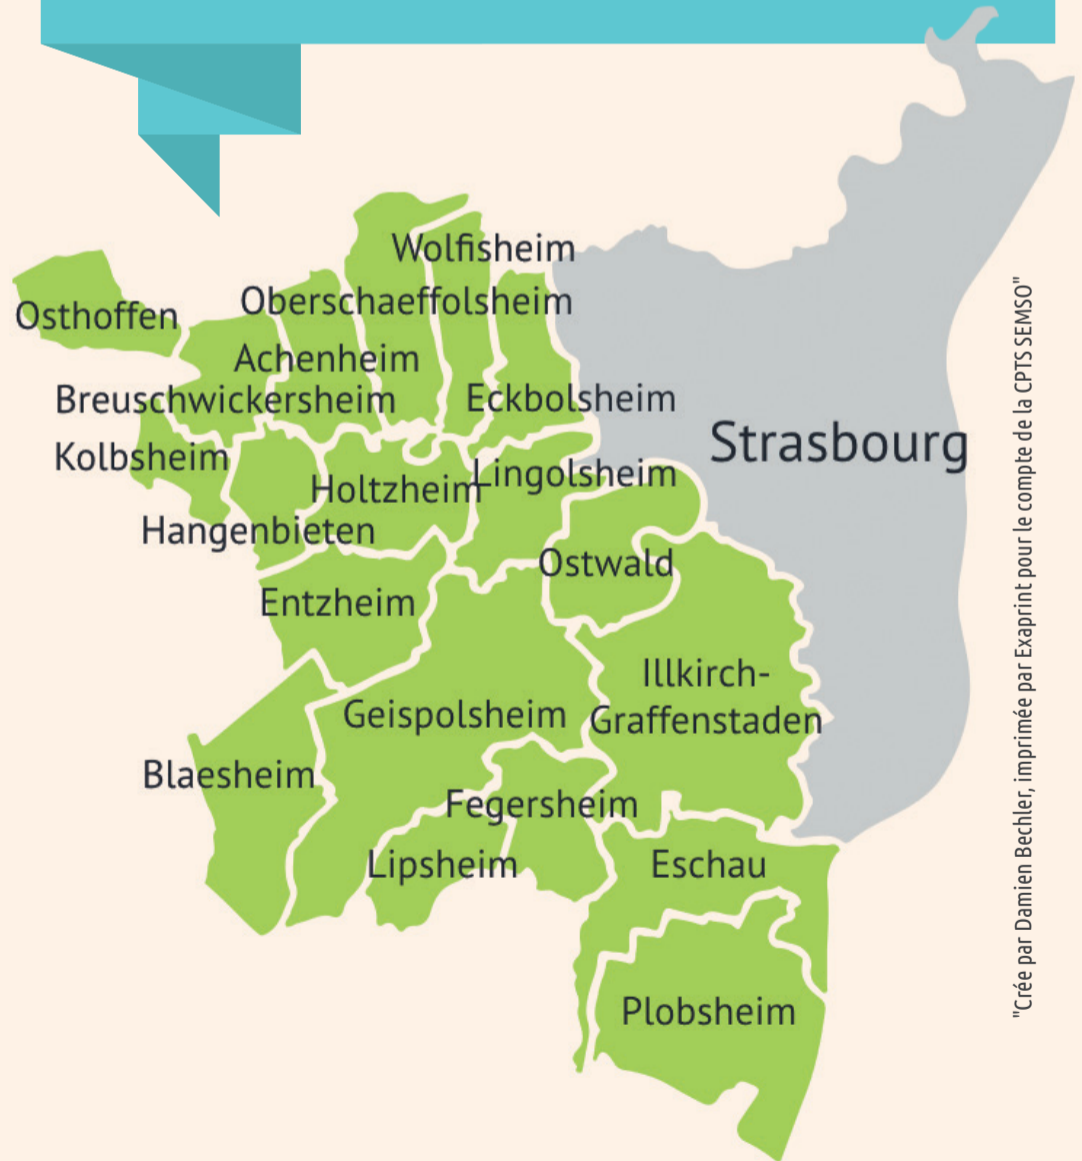 Wolfisheim
Oberschaeffolsheim
Osthoffen
Achenheim
Breuschwickersheim
Eckbolsheim
Strasbourg
Kolbsheim
Lingolsheim
Holtzheim
Hangenbieten
Ostwald
Entzheim
Illkirch-
Graffenstaden
Geispolsheim
Blaesheim
Fegersheim
Lipsheim
Eschau
Plobsheim
"Crée par Damien Bechler, imprimée par Exaprint pour le compte de la CPTS SEMSO"